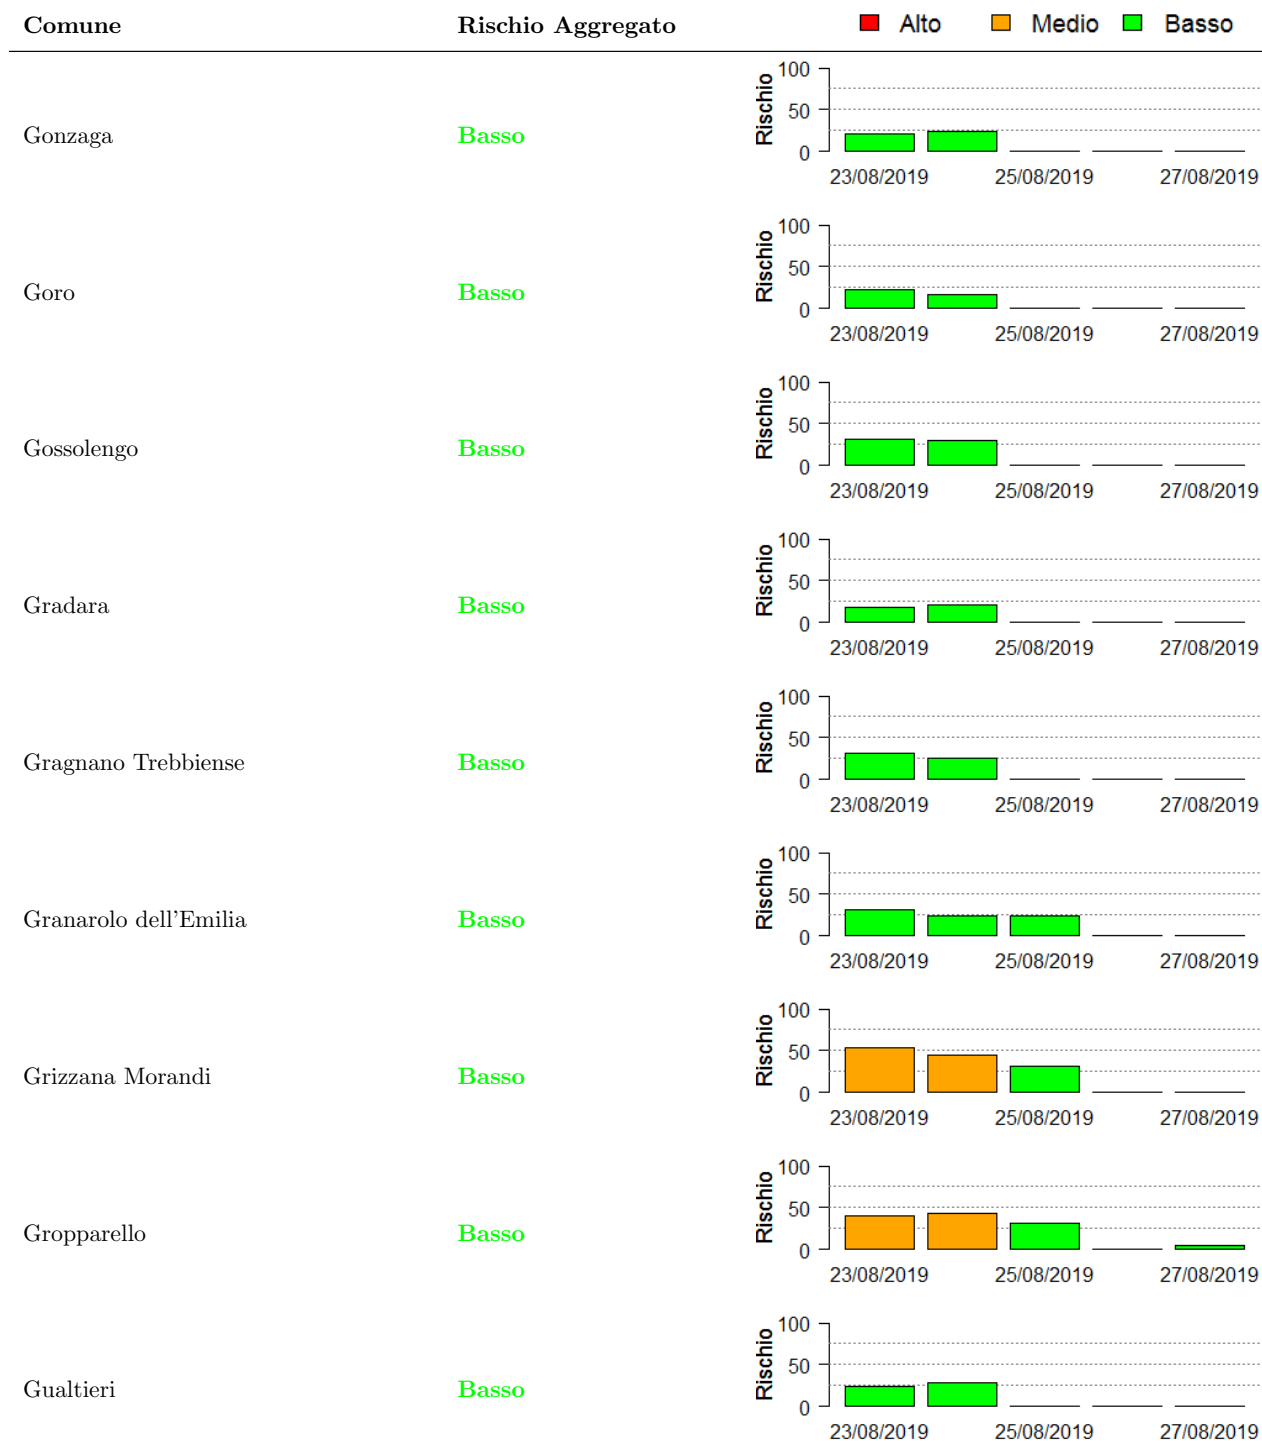 Comune Rischio Aggregato Alto Medio Basso
Gonzaga Basso
Rischio
100
50
0
23/08/2019 25/08/2019 27/08/2019
Goro Basso
Rischio
100
50
0
23/08/2019 25/08/2019 27/08/2019
Gossolengo Basso
Rischio
100
50
0
23/08/2019 25/08/2019 27/08/2019
Gradara Basso
Rischio
100
50
0
23/08/2019 25/08/2019 27/08/2019
Gragnano Trebbiense Basso
Rischio
100
50
0
23/08/2019 25/08/2019 27/08/2019
Granarolo dell'Emilia Basso
Rischio
100
50
0
23/08/2019 25/08/2019 27/08/2019
Grizzana Morandi Basso
Rischio
100
50
0
23/08/2019 25/08/2019 27/08/2019
Gropparello Basso
Rischio
100
50
0
23/08/2019 25/08/2019 27/08/2019
Gualtieri Basso
Rischio
100
50
0
23/08/2019 25/08/2019 27/08/2019